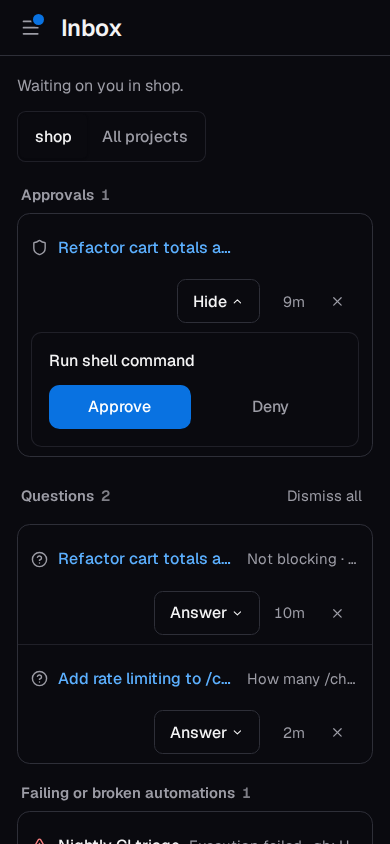 Inbox
Waiting on you in shop.
shop All projects
Approvals 1
Refactor cart totals a...
Hide 9m
Run shell command
Approve Deny
Questions 2 Dismiss all
Refactor cart totals a... Not blocking · ...
Answer 10m
Add rate limiting to /c... How many /ch...
Answer 2m
Failing or broken automations 1
Nightly CI triage